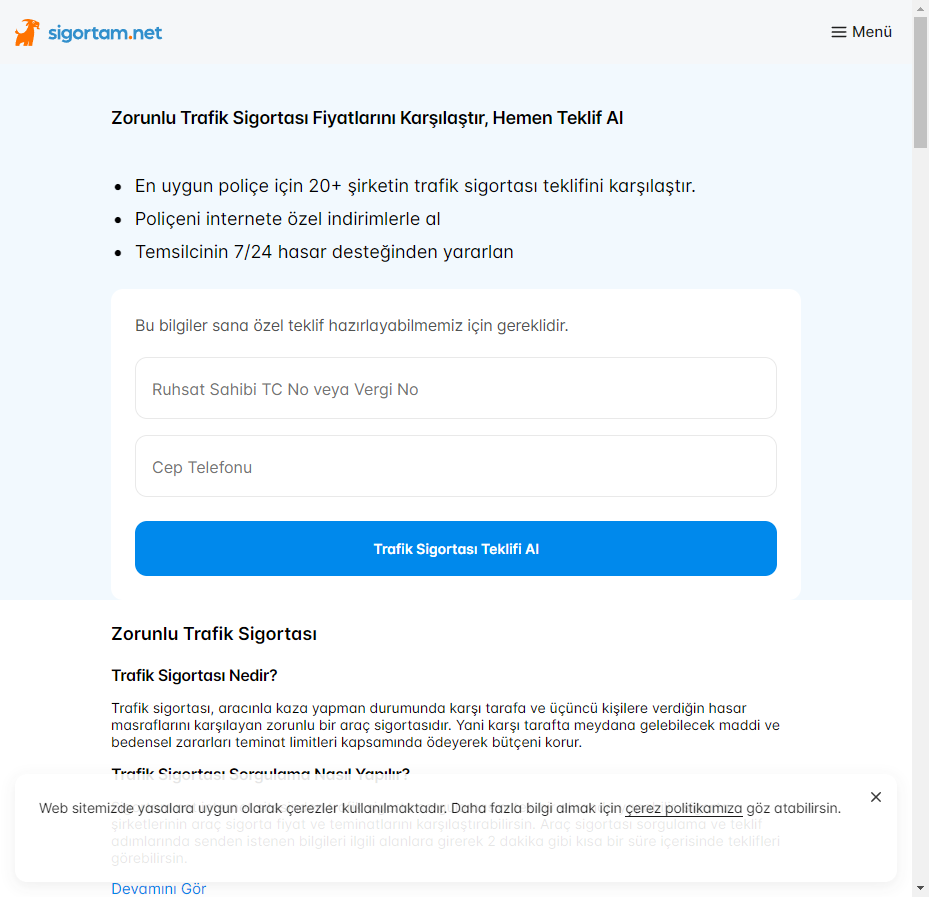 sigortam.net
Menü
Zorunlu Trafik Sigortası Fiyatlarını Karşılaştır, Hemen Teklif Al
En uygun poliçe için 20+ şirketin trafik sigortası teklifini karşılaştır.
Poliçeni internete özel indirimlerle al
Temsilcinin 7/24 hasar desteğinden yararlan
Bu bilgiler sana özel teklif hazırlayabilmemiz için gereklidir.
Ruhsat Sahibi TC No veya Vergi No
Cep Telefonu
Trafik Sigortası Teklifi Al
Zorunlu Trafik Sigortası
Trafik Sigortası Nedir?
Trafik sigortası, aracınla kaza yapman durumunda karşı tarafa ve üçüncü kişilere verdiğin hasar
masraflarını karşılayan zorunlu bir araç sigortasıdır. Yani karşı tarafta meydana gelebilecek maddi ve
bedensel zararları teminat limitleri kapsamında ödeyerek bütçeni korur.
Trafik Sigortası Sorgulama Nasıl Yapılır?
Web sitemizde yasalara uygun olarak çerezler kullanılmaktadır. Daha fazla bilgi almak için çerez politikamıza göz atabilirsin.
şirketlerinin araç sigorta fiyat ve teminatlarını karşılaştırabilirsin. Araç sigortası sorgulama ve teklif
adımlarında senden istenen bilgileri ilgili alanlara girerek 2 dakika gibi kısa bir süre içerisinde teklifleri
görebilirsin.
Devamını Gör